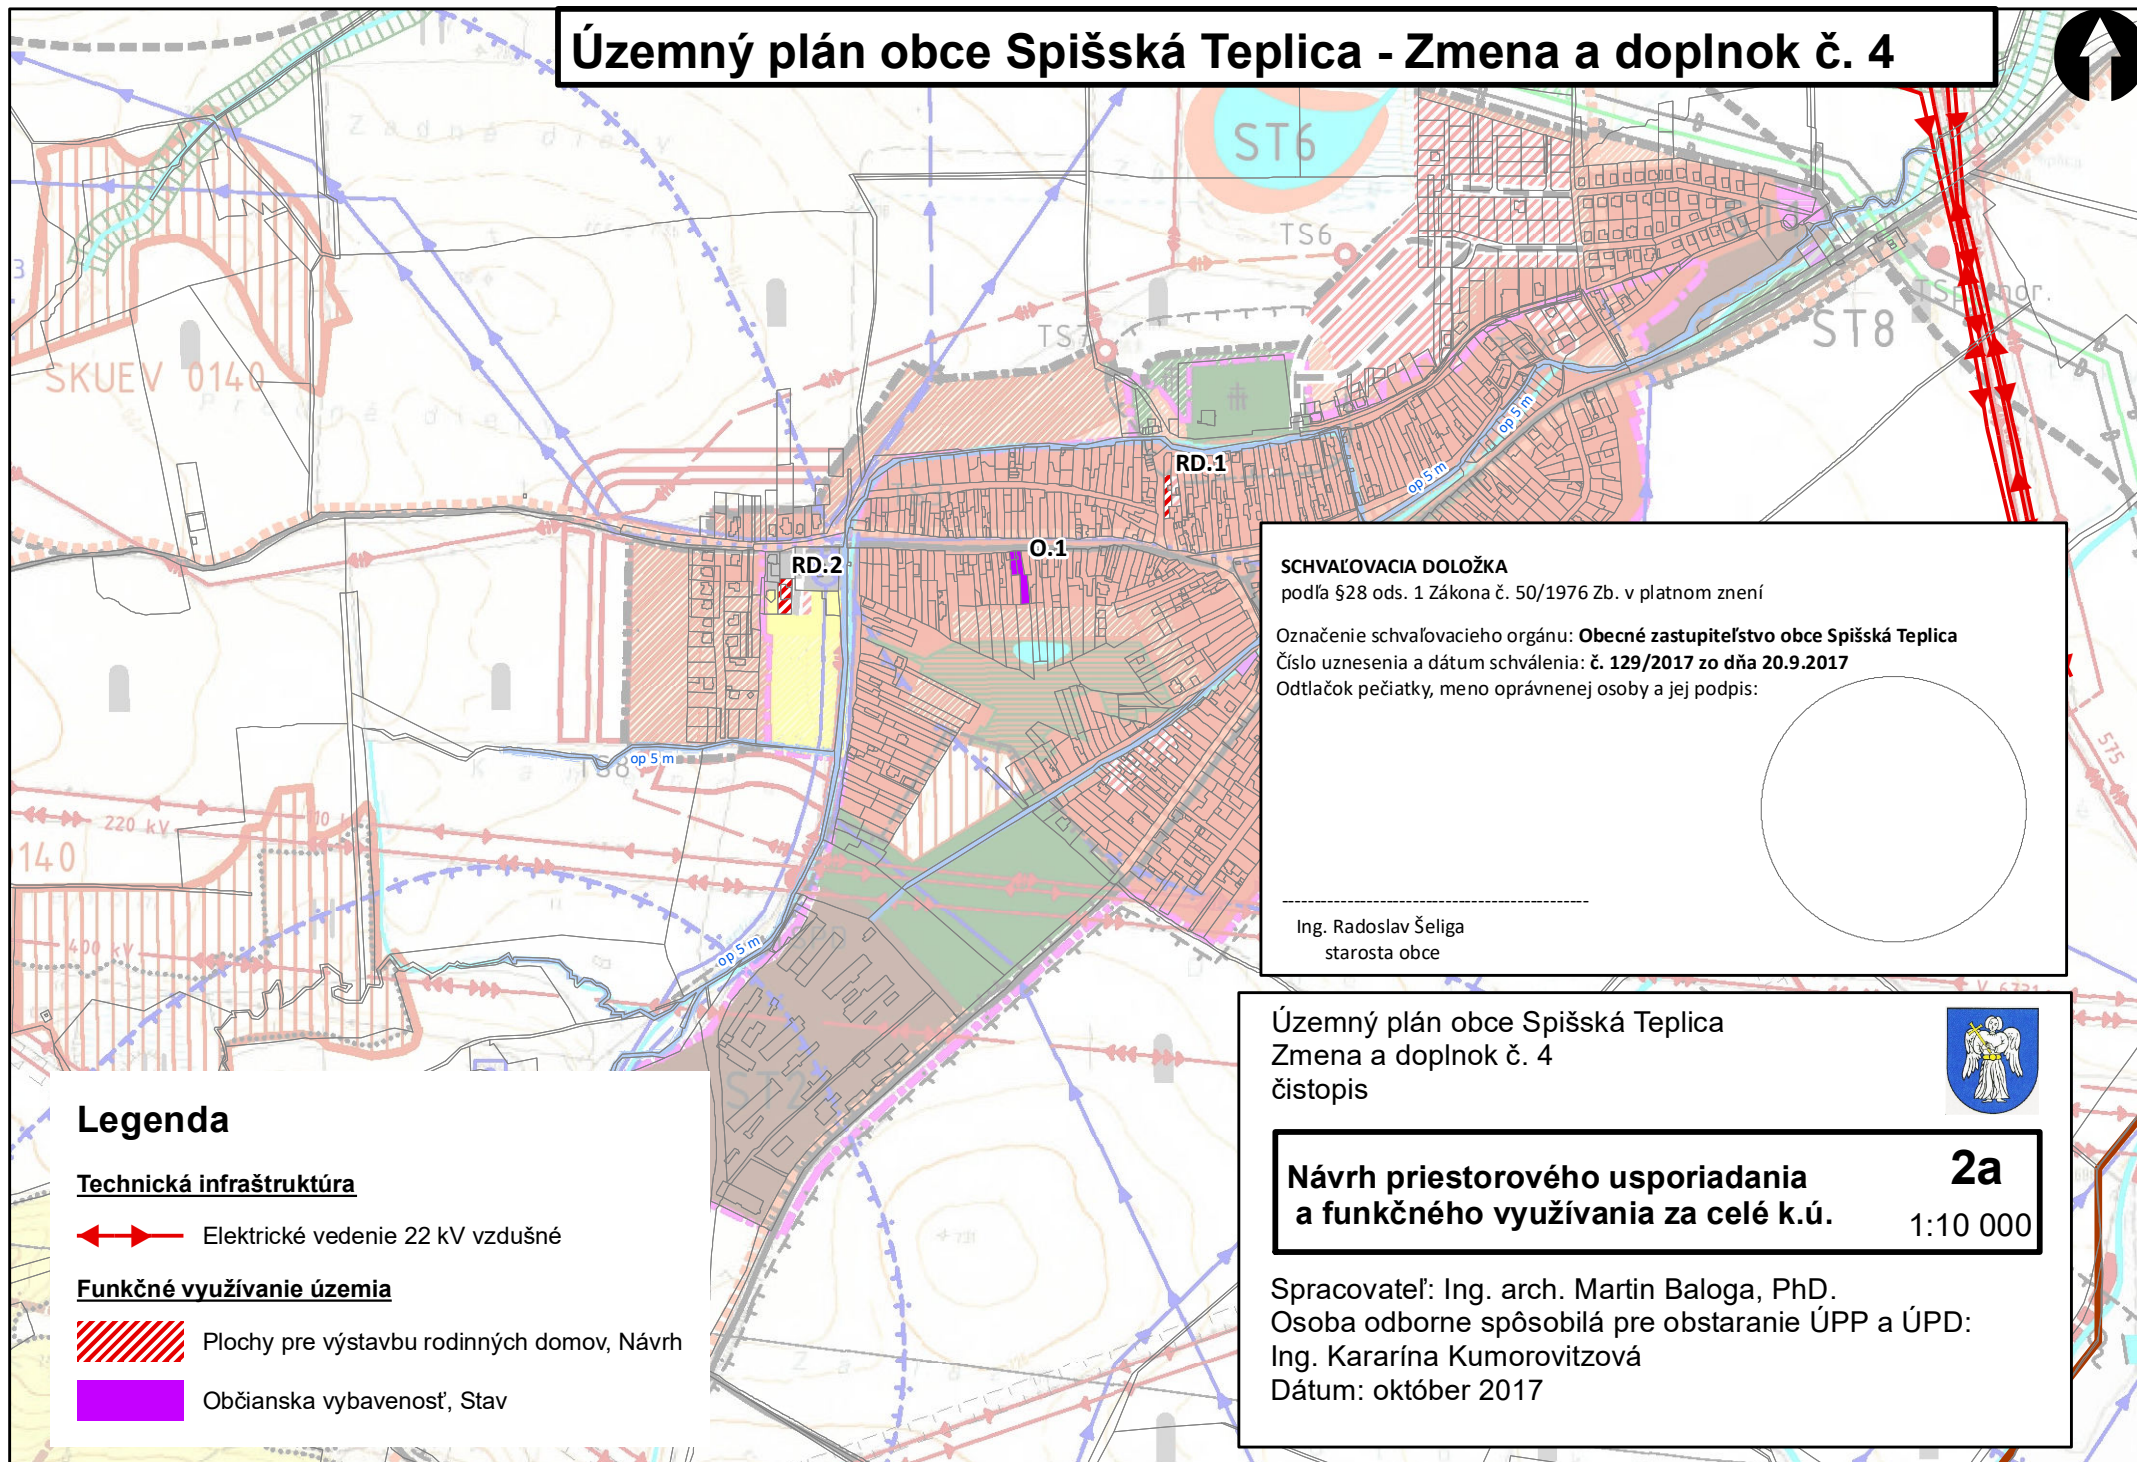 Územný plán obce Spišská Teplica - Zmena a doplnok č. 4
ST6
TS6
TS7
ST8
SKUEV 0140
RD.1
RD.2
O.1
op 5 m
op 5 m
op 5 m
op 5 m
TS8
220 kV
140
400 kV
ST2
575
V 6731
731
SCHVAĽOVACIA DOLOŽKA
podľa §28 ods. 1 Zákona č. 50/1976 Zb. v platnom znení
Označenie schvaľovacieho orgánu: Obecné zastupiteľstvo obce Spišská Teplica
Číslo uznesenia a dátum schválenia: č. 129/2017 zo dňa 20.9.2017
Odtlačok pečiatky, meno oprávnenej osoby a jej podpis:
Ing. Radoslav Šeliga
starosta obce
Územný plán obce Spišská Teplica
Zmena a doplnok č. 4
čistopis
Návrh priestorového usporiadania
a funkčného využívania za celé k.ú.
2a
1:10 000
Spracovateľ: Ing. arch. Martin Baloga, PhD.
Osoba odborne spôsobilá pre obstaranie ÚPP a ÚPD:
Ing. Kararína Kumorovitzová
Dátum: október 2017
Legenda
Technická infraštruktúra
Elektrické vedenie 22 kV vzdušné
Funkčné využívanie územia
Plochy pre výstavbu rodinných domov, Návrh
Občianska vybavenosť, Stav